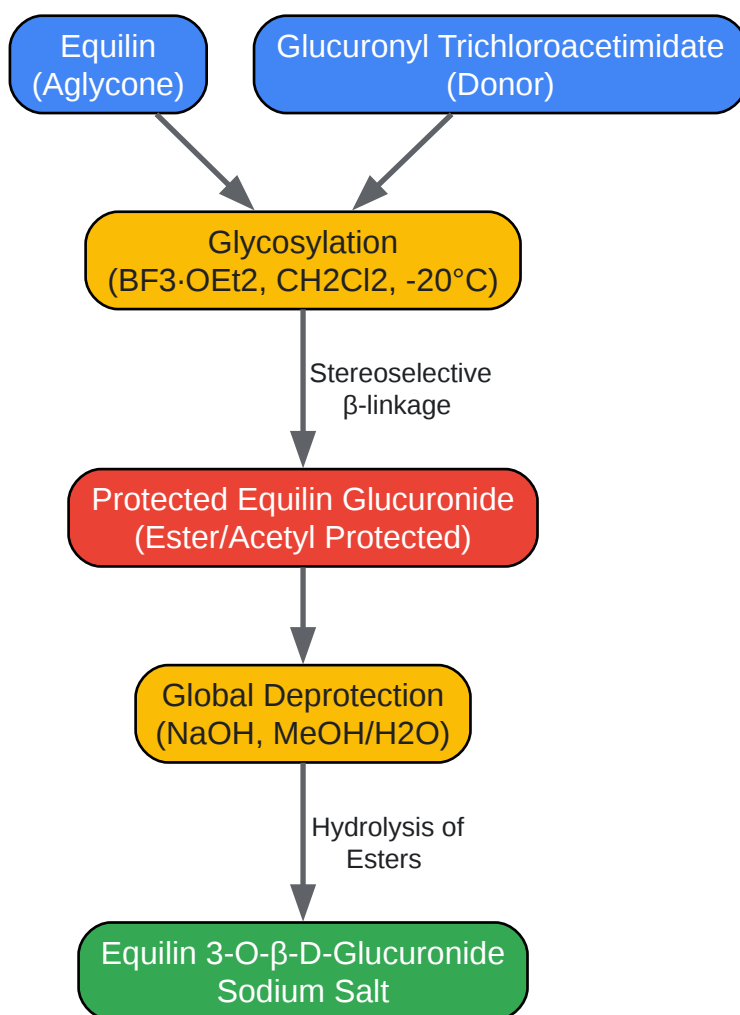 Equilin
(Aglycone)
Glucuronyl Trichloroacetimidate
(Donor)
Glycosylation
(BF3·OEt2, CH2Cl2, -20°C)
Stereoselective
β-linkage
Protected Equilin Glucuronide
(Ester/Acetyl Protected)
Global Deprotection
(NaOH, MeOH/H2O)
Hydrolysis of
Esters
Equilin 3-O-β-D-Glucuronide
Sodium Salt